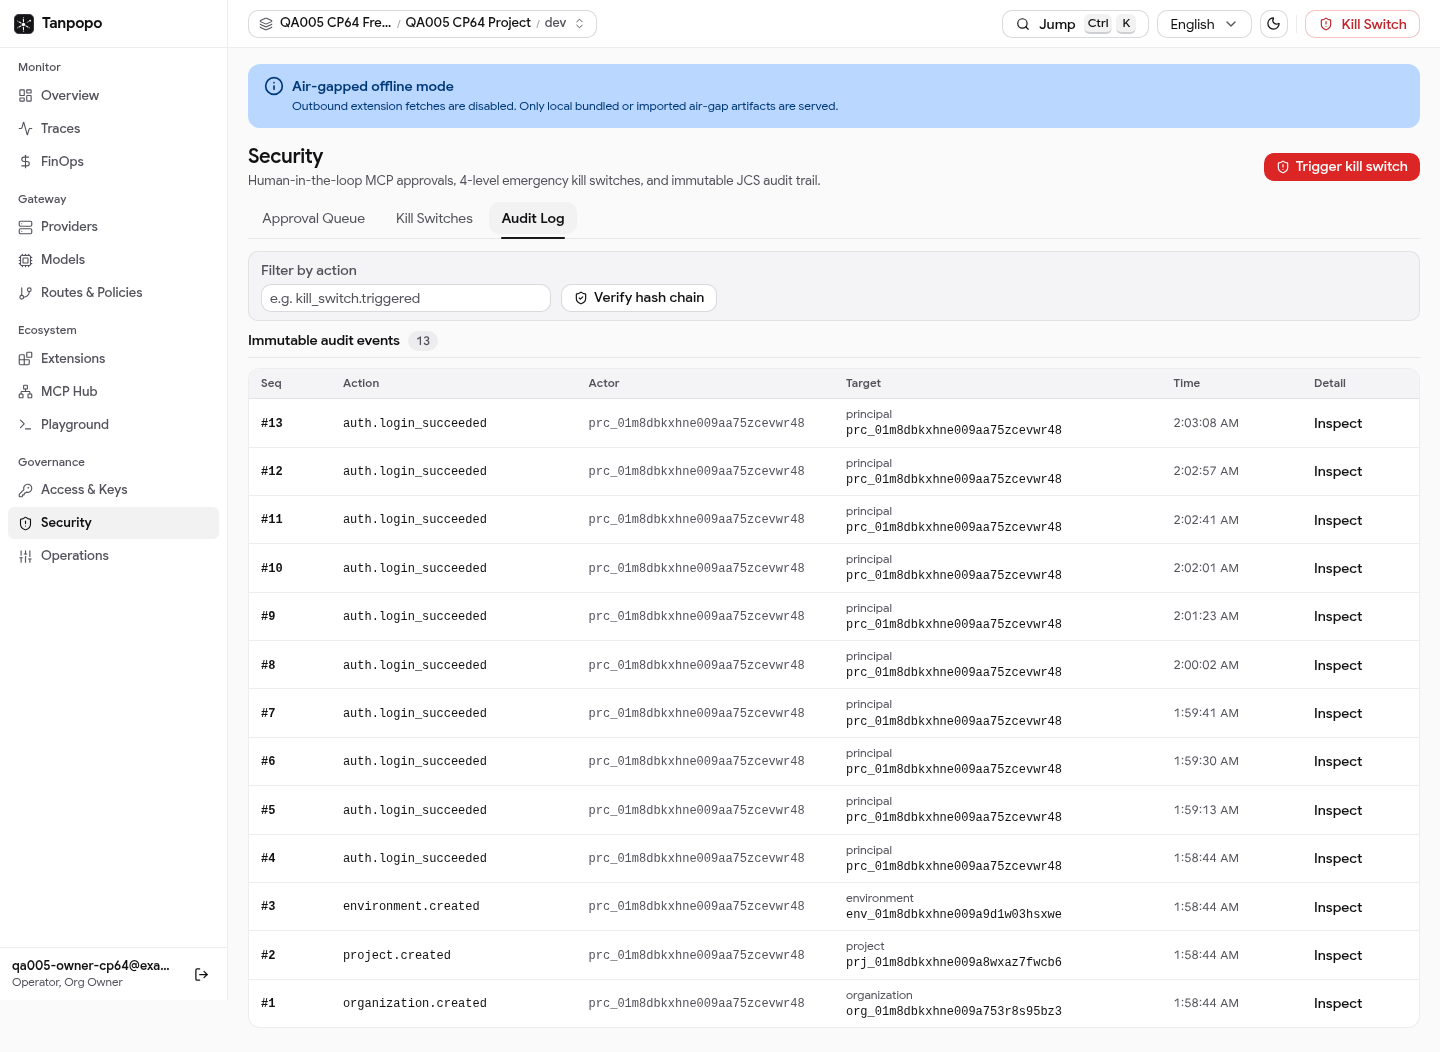 Tanpopo
QA005 CP64 Fre... / QA005 CP64 Project / dev
Jump Ctrl K
English
Kill Switch
Monitor
Overview
Traces
FinOps
Gateway
Providers
Models
Routes & Policies
Ecosystem
Extensions
MCP Hub
Playground
Governance
Access & Keys
Security
Operations
qa005-owner-cp64@exa...
Operator, Org Owner
Air-gapped offline mode
Outbound extension fetches are disabled. Only local bundled or imported air-gap artifacts are served.
Security
Human-in-the-loop MCP approvals, 4-level emergency kill switches, and immutable JCS audit trail.
Trigger kill switch
Approval Queue Kill Switches Audit Log
Filter by action
e.g. kill_switch.triggered
Verify hash chain
Immutable audit events 13
Seq Action Actor Target Time Detail
principal
#13 auth.login_succeeded prc_01m8dbkxhne009aa75zcevwr48 prc_01m8dbkxhne009aa75zcevwr48 2:03:08 AM Inspect
principal
#12 auth.login_succeeded prc_01m8dbkxhne009aa75zcevwr48 prc_01m8dbkxhne009aa75zcevwr48 2:02:57 AM Inspect
principal
#11 auth.login_succeeded prc_01m8dbkxhne009aa75zcevwr48 prc_01m8dbkxhne009aa75zcevwr48 2:02:41 AM Inspect
principal
#10 auth.login_succeeded prc_01m8dbkxhne009aa75zcevwr48 prc_01m8dbkxhne009aa75zcevwr48 2:02:01 AM Inspect
principal
#9 auth.login_succeeded prc_01m8dbkxhne009aa75zcevwr48 prc_01m8dbkxhne009aa75zcevwr48 2:01:23 AM Inspect
principal
#8 auth.login_succeeded prc_01m8dbkxhne009aa75zcevwr48 prc_01m8dbkxhne009aa75zcevwr48 2:00:02 AM Inspect
principal
#7 auth.login_succeeded prc_01m8dbkxhne009aa75zcevwr48 prc_01m8dbkxhne009aa75zcevwr48 1:59:41 AM Inspect
principal
#6 auth.login_succeeded prc_01m8dbkxhne009aa75zcevwr48 prc_01m8dbkxhne009aa75zcevwr48 1:59:30 AM Inspect
principal
#5 auth.login_succeeded prc_01m8dbkxhne009aa75zcevwr48 prc_01m8dbkxhne009aa75zcevwr48 1:59:13 AM Inspect
principal
#4 auth.login_succeeded prc_01m8dbkxhne009aa75zcevwr48 prc_01m8dbkxhne009aa75zcevwr48 1:58:44 AM Inspect
environment
#3 environment.created prc_01m8dbkxhne009aa75zcevwr48 env_01m8dbkxhne009a9d1w03hsxwe 1:58:44 AM Inspect
project
#2 project.created prc_01m8dbkxhne009aa75zcevwr48 prj_01m8dbkxhne009a8wxaz7fwcb6 1:58:44 AM Inspect
organization
#1 organization.created prc_01m8dbkxhne009aa75zcevwr48 org_01m8dbkxhne009a753r8s95bz3 1:58:44 AM Inspect